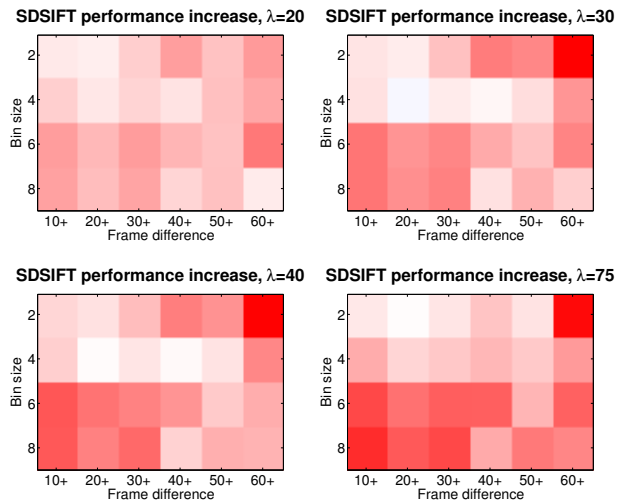 SDSIFT performance increase, λ=20
Bin size
2
4
6
8
10+ 20+ 30+ 40+ 50+ 60+
Frame difference
SDSIFT performance increase, λ=30
Bin size
2
4
6
8
10+ 20+ 30+ 40+ 50+ 60+
Frame difference
SDSIFT performance increase, λ=40
Bin size
2
4
6
8
10+ 20+ 30+ 40+ 50+ 60+
Frame difference
SDSIFT performance increase, λ=75
Bin size
2
4
6
8
10+ 20+ 30+ 40+ 50+ 60+
Frame difference